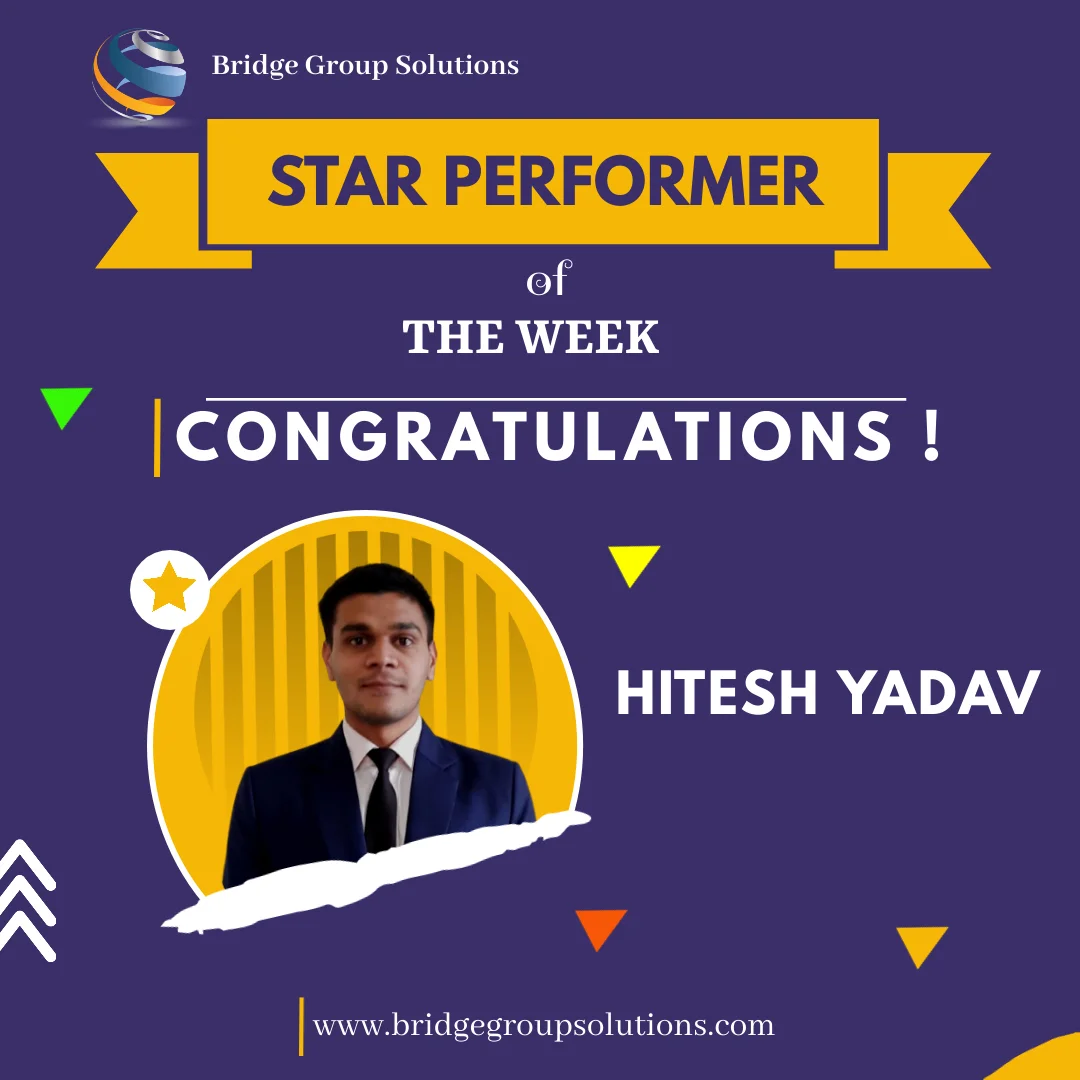 Bridge Group Solutions
STAR PERFORMER
of
THE WEEK
CONGRATULATIONS !
HITESH YADAV
www.bridgegroupsolutions.com